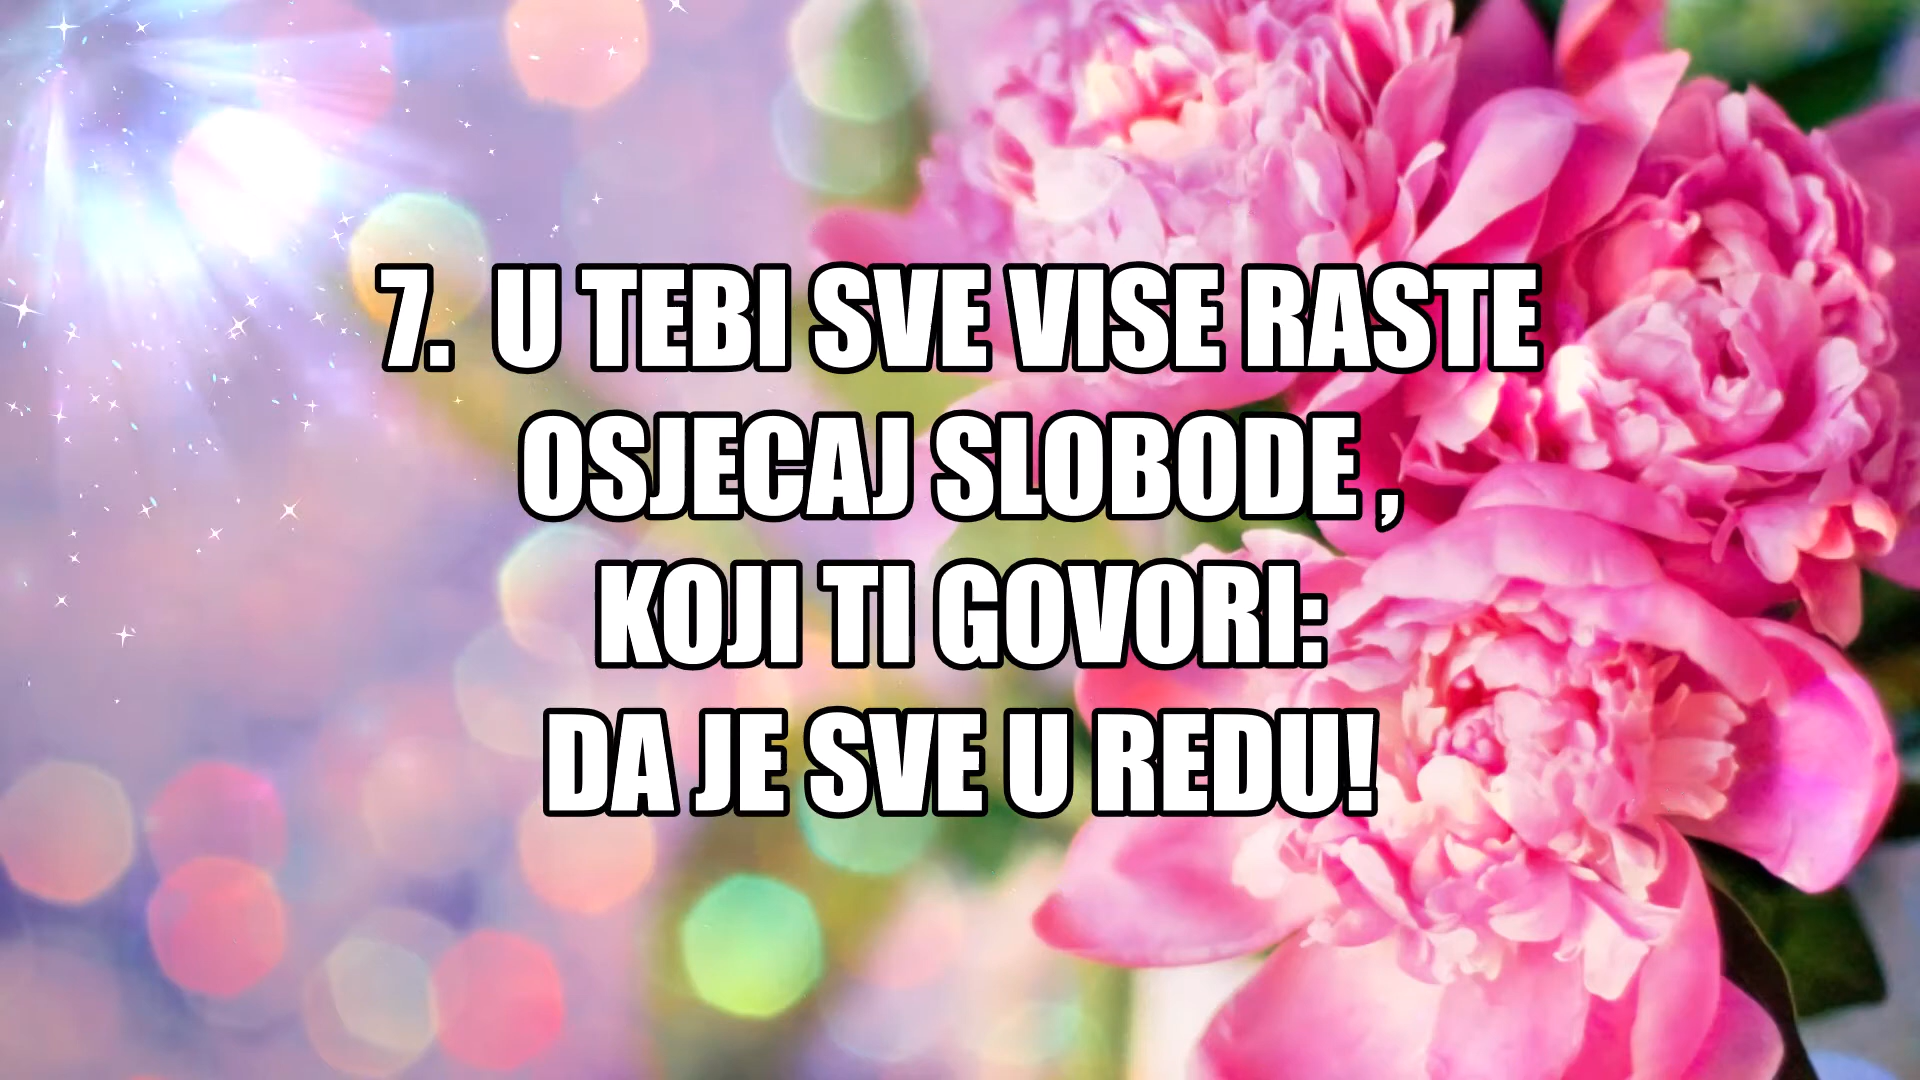 7. U TEBI SVE VISE RASTE
OSJECAJ SLOBODE ,
KOJI TI GOVORI:
DA JE SVE U REDU!